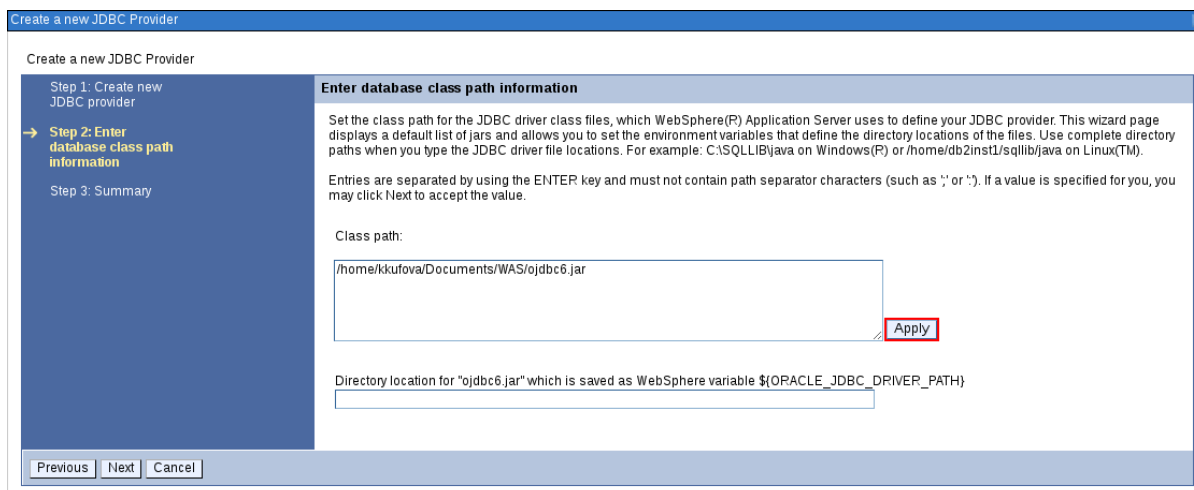 Create a new JDBC Provider
Create a new JDBC Provider
Step 1: Create new
JDBC provider
Step 2: Enter
database class path
information
Step 3: Summary
Enter database class path information
Set the class path for the JDBC driver class files, which WebSphere(R) Application Server uses to define your JDBC provider. This wizard page
displays a default list of jars and allows you to set the environment variables that define the directory locations of the files. Use complete directory
paths when you type the JDBC driver file locations. For example: C:\SQLLIB\java on Windows(R) or /home/db2inst1/sqllib/java on Linux(TM).
Entries are separated by using the ENTER key and must not contain path separator characters (such as ';' or ':'). If a value is specified for you, you
may click Next to accept the value.
Class path:
/home/kkufova/Documents/WAS/ojdbc6.jar
Apply
Directory location for "ojdbc6.jar" which is saved as WebSphere variable ${ORACLE_JDBC_DRIVER_PATH}
Previous Next Cancel